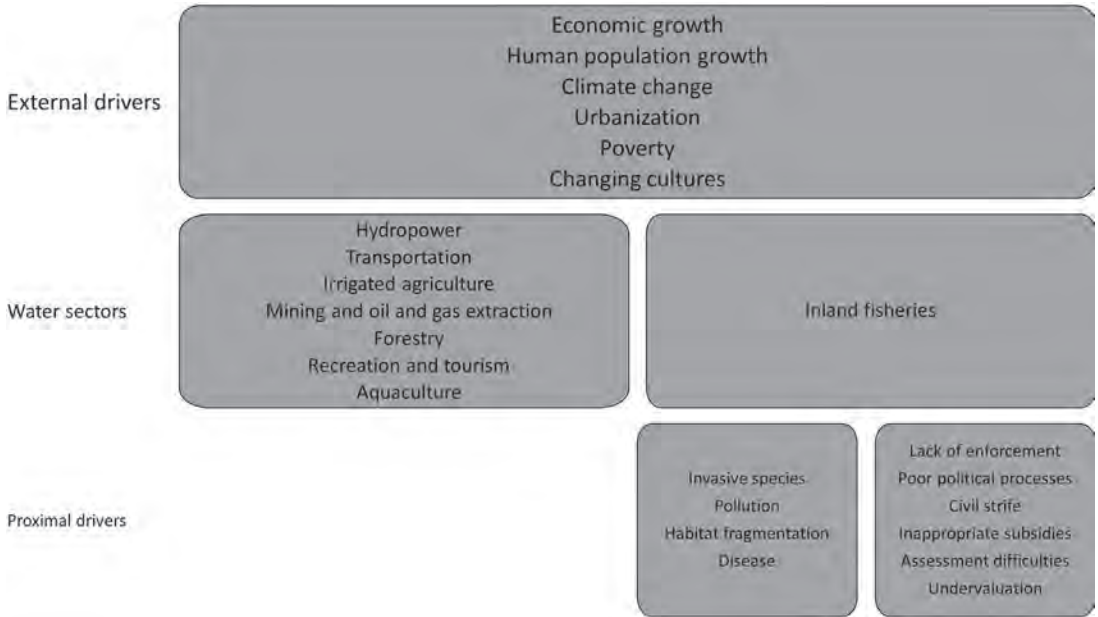 External drivers
Economic growth
Human population growth
Climate change
Urbanization
Poverty
Changing cultures
Water sectors
Hydropower
Transportation
Irrigated agriculture
Mining and oil and gas extraction
Forestry
Recreation and tourism
Aquaculture
Inland fisheries
Proximal drivers
Invasive species
Pollution
Habitat fragmentation
Disease
Lack of enforcement
Poor political processes
Civil strife
Inappropriate subsidies
Assessment difficulties
Undervaluation